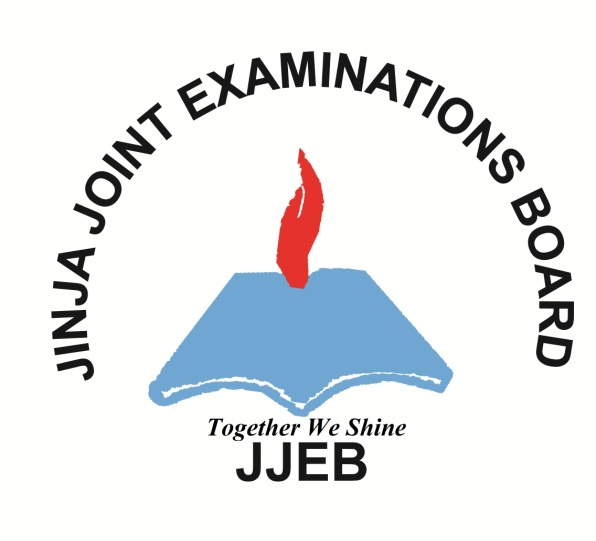 JINJA JOINT EXAMINATIONS BOARD
Together We Shine
JJEB